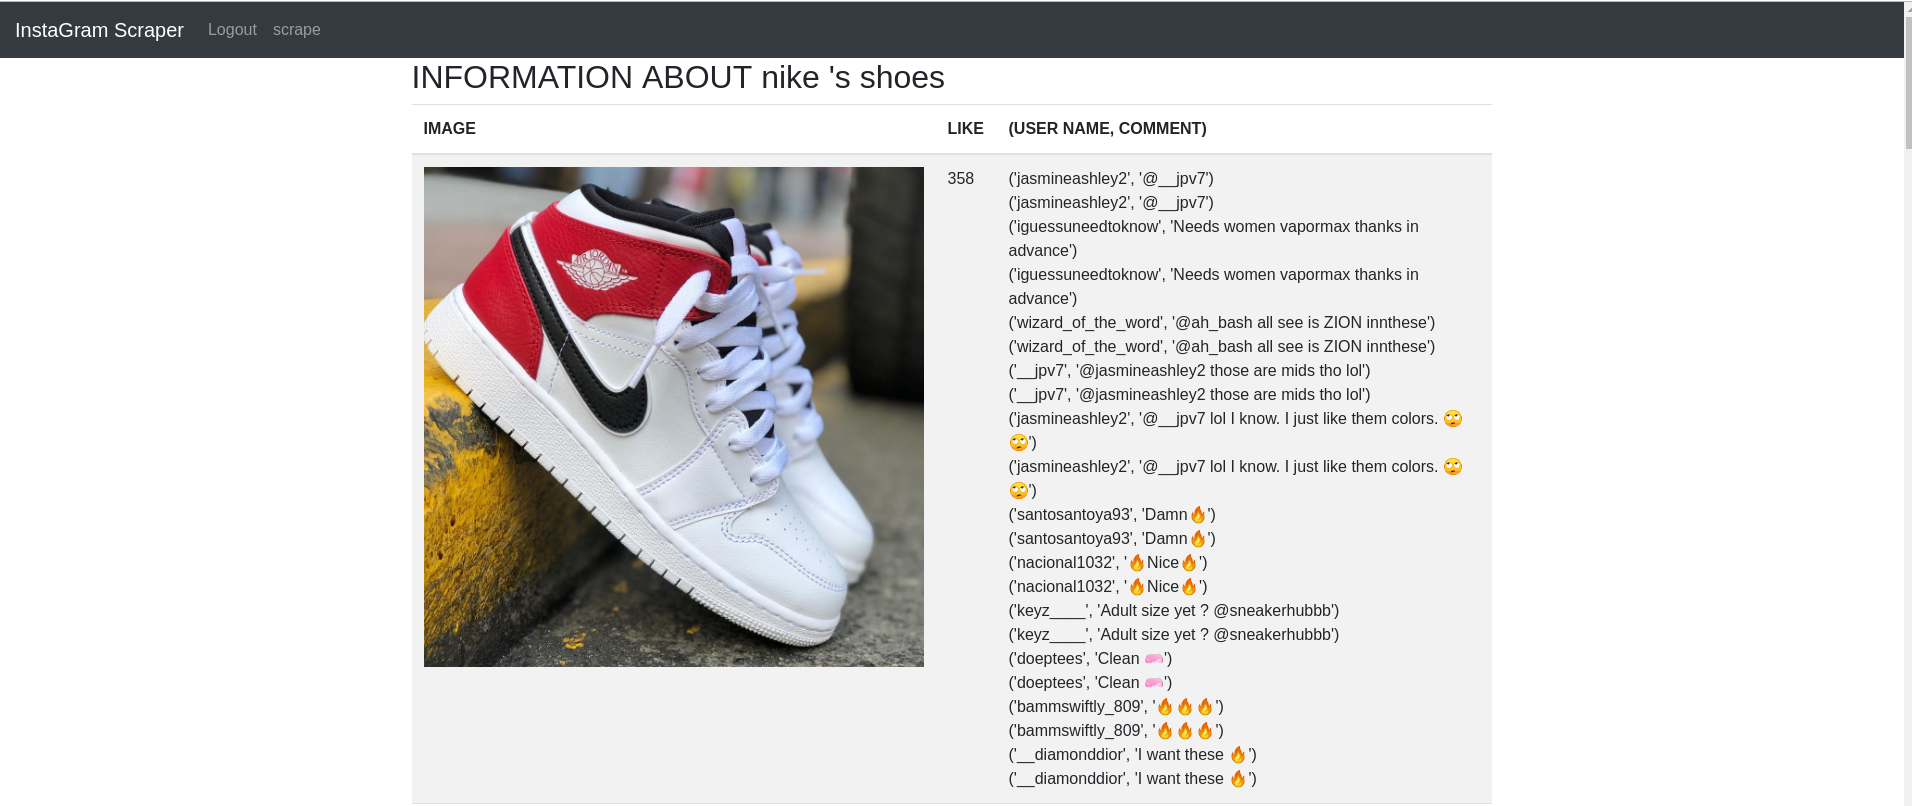 InstaGram Scraper Logout scrape
INFORMATION ABOUT nike 's shoes
IMAGE LIKE (USER NAME, COMMENT)
AIR JORDAN
358
('jasmineashley2', '@__jpv7')
('jasmineashley2', '@__jpv7')
('iguessuneedtoknow', 'Needs women vapormax thanks in
advance')
('iguessuneedtoknow', 'Needs women vapormax thanks in
advance')
('wizard_of_the_word', '@ah_bash all see is ZION innthese')
('wizard_of_the_word', '@ah_bash all see is ZION innthese')
('__jpv7', '@jasmineashley2 those are mids tho lol')
('__jpv7', '@jasmineashley2 those are mids tho lol')
('jasmineashley2', '@__jpv7 lol I know. I just like them colors. 🙄
🙄')
('jasmineashley2', '@__jpv7 lol I know. I just like them colors. 🙄
🙄')
('santosantoya93', 'Damn🔥')
('santosantoya93', 'Damn🔥')
('nacional1032', '🔥Nice🔥')
('nacional1032', '🔥Nice🔥')
('keyz____', 'Adult size yet ? @sneakerhubbb')
('keyz____', 'Adult size yet ? @sneakerhubbb')
('doeptees', 'Clean 🧼')
('doeptees', 'Clean 🧼')
('bammswiftly_809', '🔥🔥🔥')
('bammswiftly_809', '🔥🔥🔥')
('__diamonddior', 'I want these 🔥')
('__diamonddior', 'I want these 🔥')